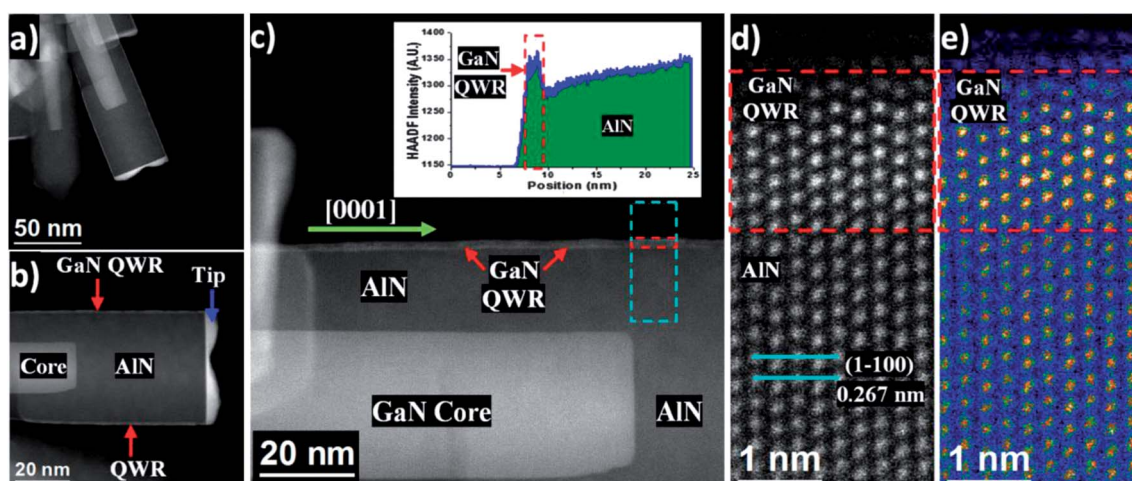 a)
50 nm
b)
GaN QWR
Tip
Core
AlN
QWR
20 nm
c)
[0001]
AlN
GaN
QWR
GaN Core
AlN
20 nm
HAADF Intensity (A.U.)
1400
1350
1300
1250
1200
1150
GaN
QWR
AlN
0
5
10
15
20
25
Position (nm)
d)
GaN
QWR
AlN
(1-100)
0.267 nm
1 nm
e)
GaN
QWR
1 nm